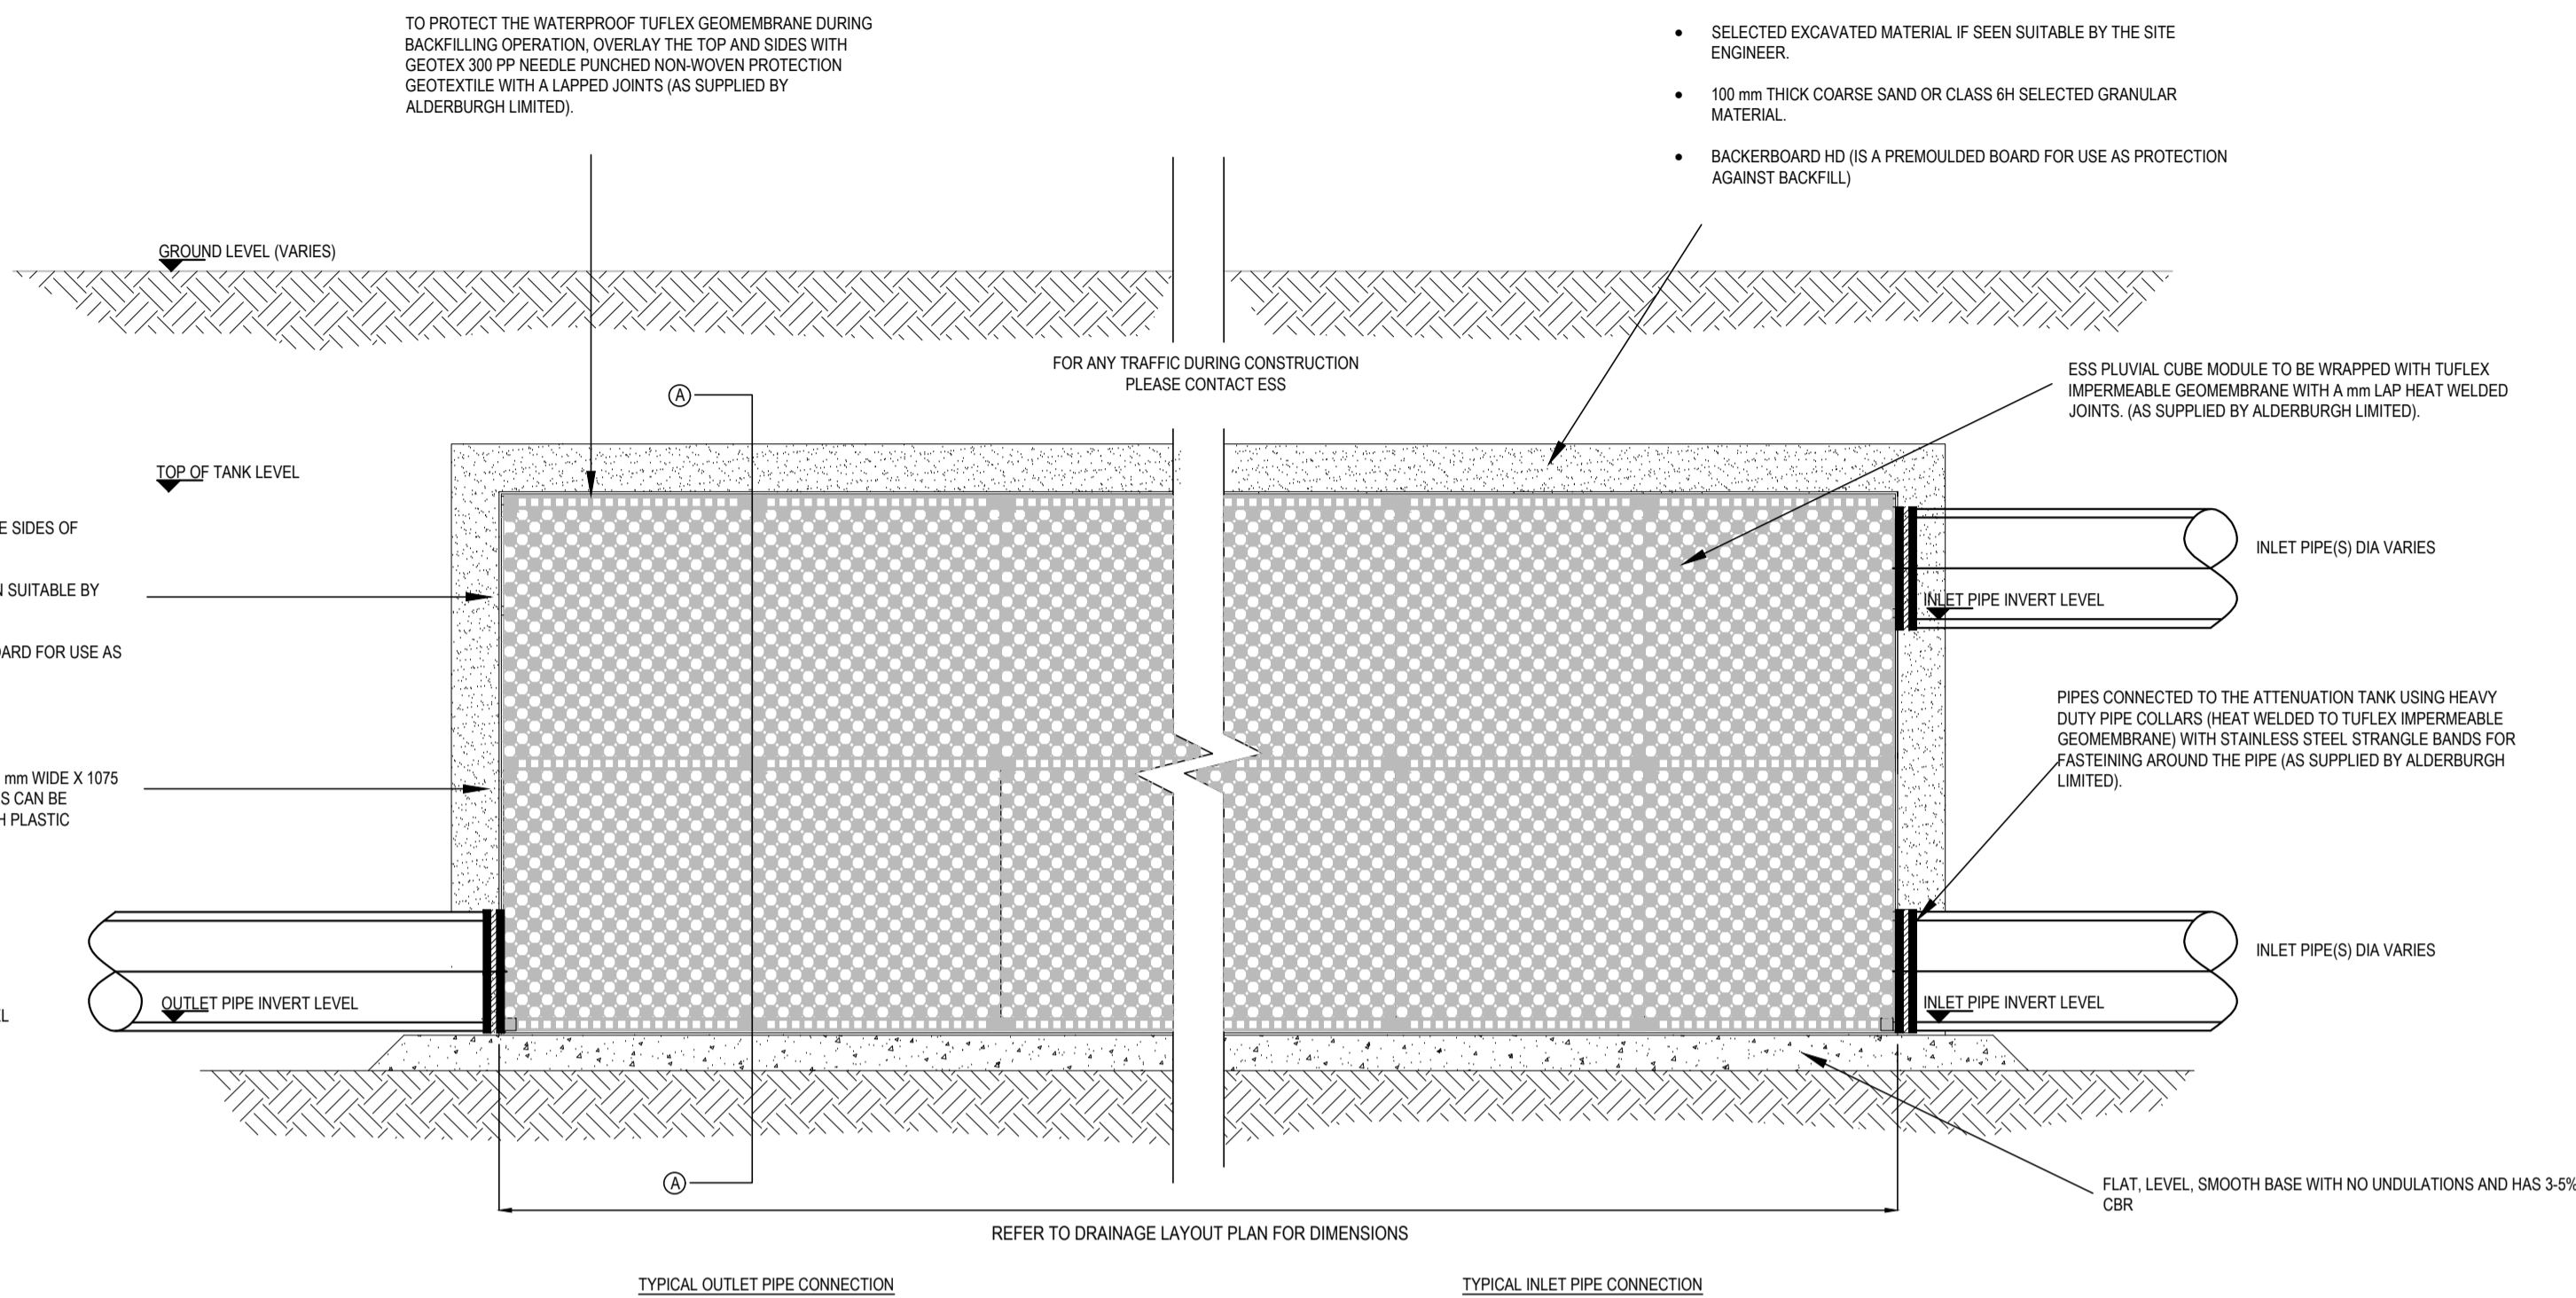 TO PROTECT THE WATERPROOF TUFLEX GEOMEMBRANE DURING
BACKFILLING OPERATION, OVERLAY THE TOP AND SIDES WITH
GEOTEX 300 PP NEEDLE PUNCHED NON-WOVEN PROTECTION
GEOTEXTILE WITH A LAPPED JOINTS (AS SUPPLIED BY
ALDERBURGH LIMITED).
• SELECTED EXCAVATED MATERIAL IF SEEN SUITABLE BY THE SITE
ENGINEER.
• 100 mm THICK COARSE SAND OR CLASS 6H SELECTED GRANULAR
MATERIAL.
• BACKERBOARD HD (IS A PREMOULDED BOARD FOR USE AS PROTECTION
AGAINST BACKFILL)
GROUND LEVEL (VARIES)
FOR ANY TRAFFIC DURING CONSTRUCTION
PLEASE CONTACT ESS
ESS PLUVIAL CUBE MODULE TO BE WRAPPED WITH TUFLEX
IMPERMEABLE GEOMEMBRANE WITH A mm LAP HEAT WELDED
JOINTS. (AS SUPPLIED BY ALDERBURGH LIMITED).
A
TOP OF TANK LEVEL
SIDES OF
SUITABLE BY
FOR USE AS
INLET PIPE(S) DIA VARIES
INLET PIPE INVERT LEVEL
PIPES CONNECTED TO THE ATTENUATION TANK USING HEAVY
DUTY PIPE COLLARS (HEAT WELDED TO TUFLEX IMPERMEABLE
GEOMEMBRANE) WITH STAINLESS STEEL STRANGLE BANDS FOR
FASTEINING AROUND THE PIPE (AS SUPPLIED BY ALDERBURGH
LIMITED).
mm WIDE X 1075
CAN BE
PLASTIC
INLET PIPE(S) DIA VARIES
OUTLET PIPE INVERT LEVEL
INLET PIPE INVERT LEVEL
A
FLAT, LEVEL, SMOOTH BASE WITH NO UNDULATIONS AND HAS 3-5%
CBR
REFER TO DRAINAGE LAYOUT PLAN FOR DIMENSIONS
TYPICAL OUTLET PIPE CONNECTION
TYPICAL INLET PIPE CONNECTION